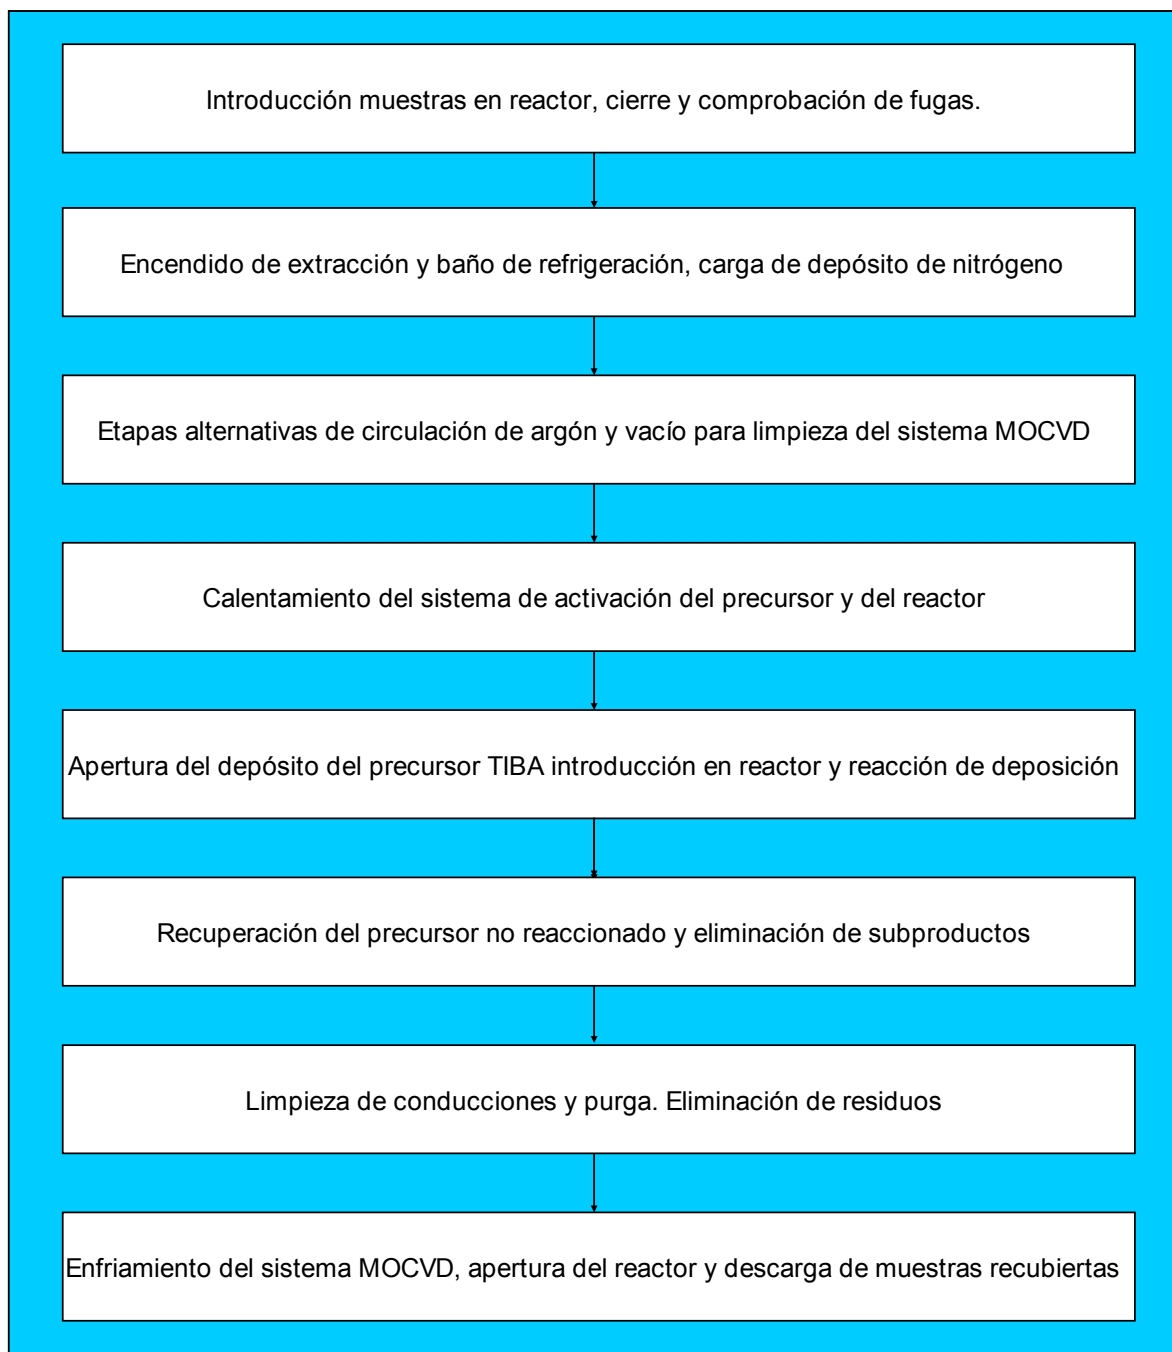 Introducción muestras en reactor, cierre y comprobación de fugas.
Encendido de extracción y baño de refrigeración, carga de depósito de nitrógeno
Etapas alternativas de circulación de argón y vacío para limpieza del sistema MOCVD
Calentamiento del sistema de activación del precursor y del reactor
Apertura del depósito del precursor TIBA introducción en reactor y reacción de deposición
Recuperación del precursor no reaccionado y eliminación de subproductos
Limpieza de conducciones y purga. Eliminación de residuos
Enfriamiento del sistema MOCVD, apertura del reactor y descarga de muestras recubiertas